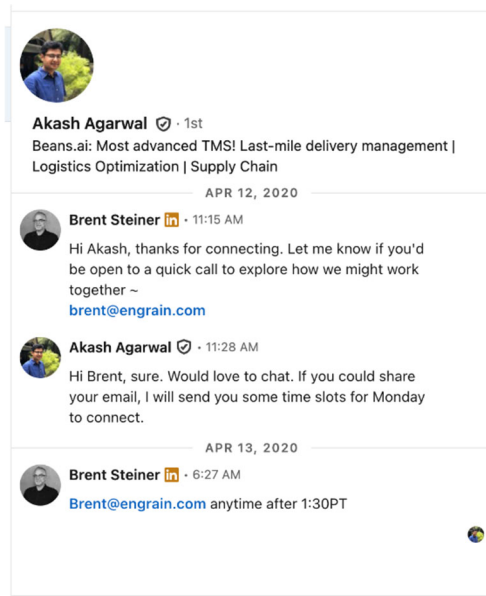 Akash Agarwal · 1st
Beans.ai: Most advanced TMS! Last-mile delivery management |
Logistics Optimization | Supply Chain
APR 12, 2020
Brent Steiner in · 11:15 AM
Hi Akash, thanks for connecting. Let me know if you'd
be open to a quick call to explore how we might work
together ~
brent@engrain.com
Akash Agarwal · 11:28 AM
Hi Brent, sure. Would love to chat. If you could share
your email, I will send you some time slots for Monday
to connect.
APR 13, 2020
Brent Steiner in · 6:27 AM
Brent@engrain.com anytime after 1:30PT